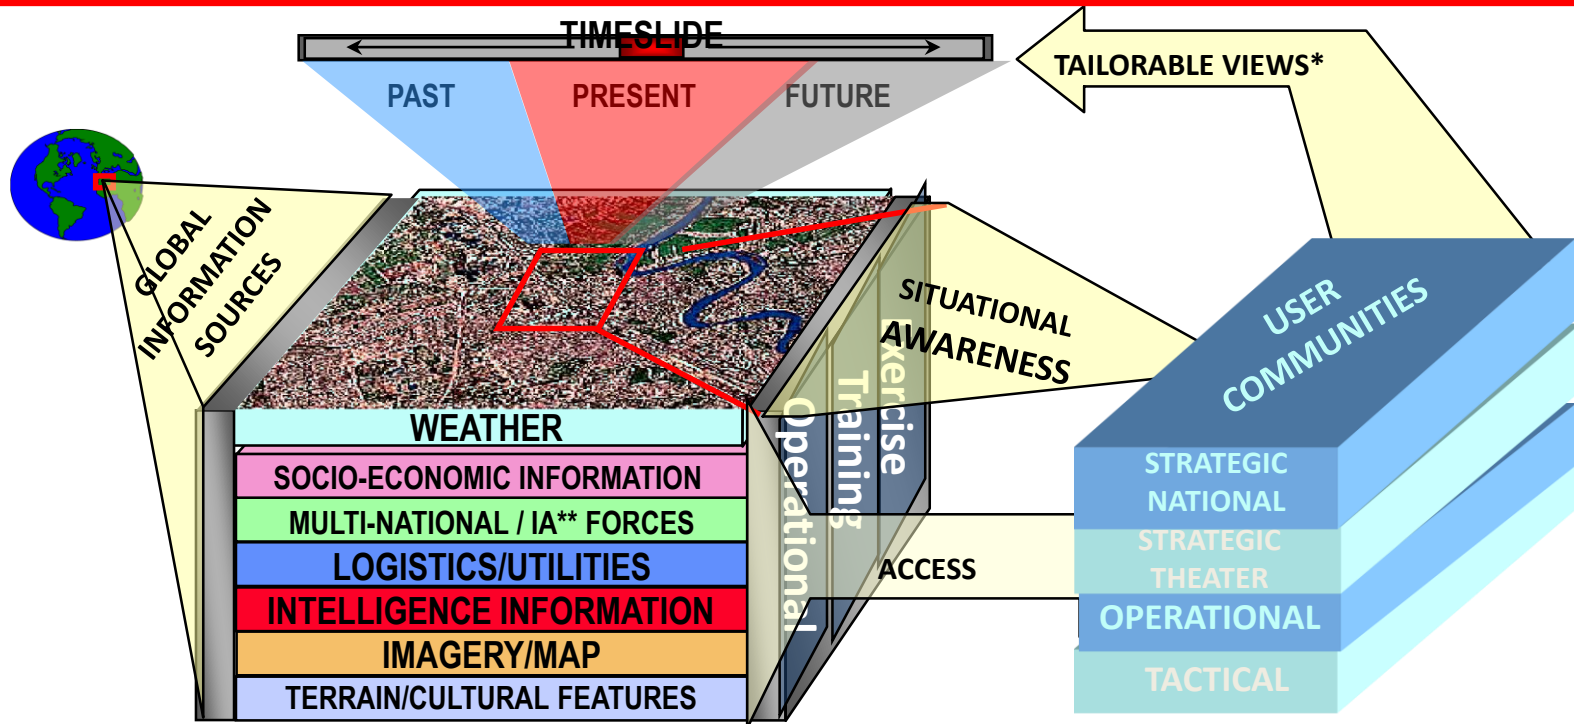 TIMESLIDE
PAST
PRESENT
FUTURE
TAILORABLE VIEWS*
GLOBAL
INFORMATION
SOURCES
SITUATIONAL
AWARENESS
USER
COMMUNITIES
WEATHER
SOCIO-ECONOMIC INFORMATION
MULTI-NATIONAL / IA** FORCES
LOGISTICS/UTILITIES
INTELLIGENCE INFORMATION
IMAGERY/MAP
TERRAIN/CULTURAL FEATURES
Operational
Training
Exercise
ACCESS
STRATEGIC
NATIONAL
STRATEGIC
THEATER
OPERATIONAL
TACTICAL